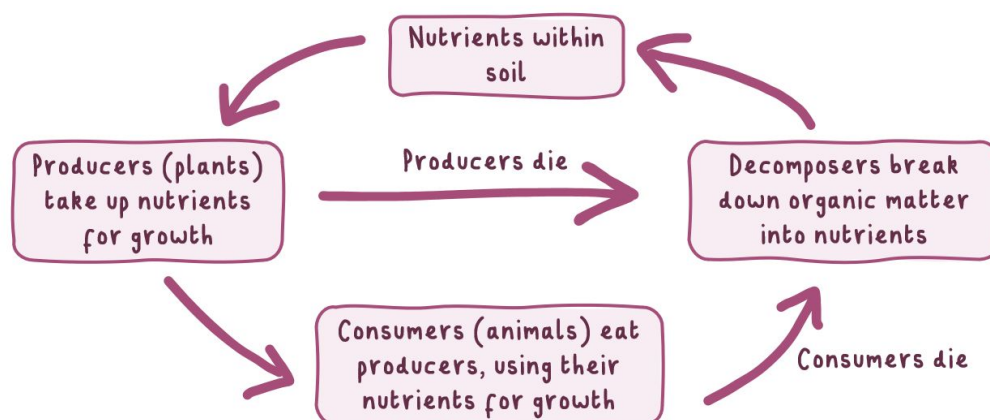 Nutrients within
soil
Producers (plants)
take up nutrients
for growth
Producers die
Decomposers break
down organic matter
into nutrients
Consumers (animals) eat
producers, using their
nutrients for growth
Consumers die